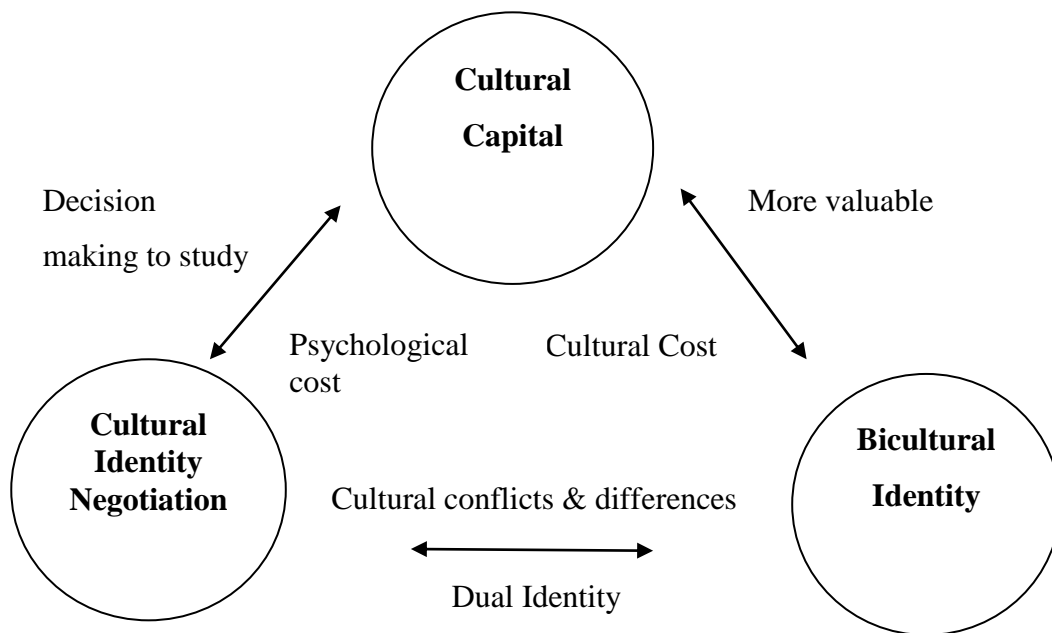 Cultural
Capital
Decision
making to study
More valuable
Psychological
cost
Cultural Cost
Cultural
Identity
Negotiation
Bicultural
Identity
Cultural conflicts & differences
Dual Identity